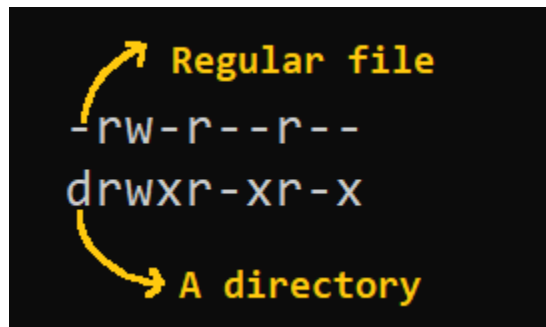 Regular file
-rw-r--r--
drwxr-xr-x
A directory